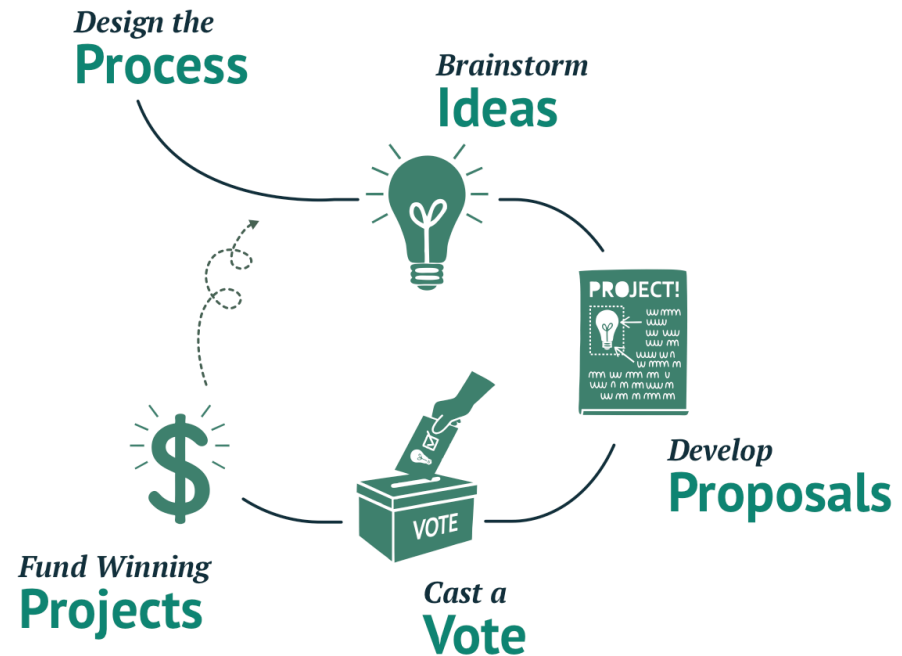 Design the
Process
Brainstorm
Ideas
PROJECT!
Develop
Proposals
VOTE
Cast a
Vote
Fund Winning
Projects